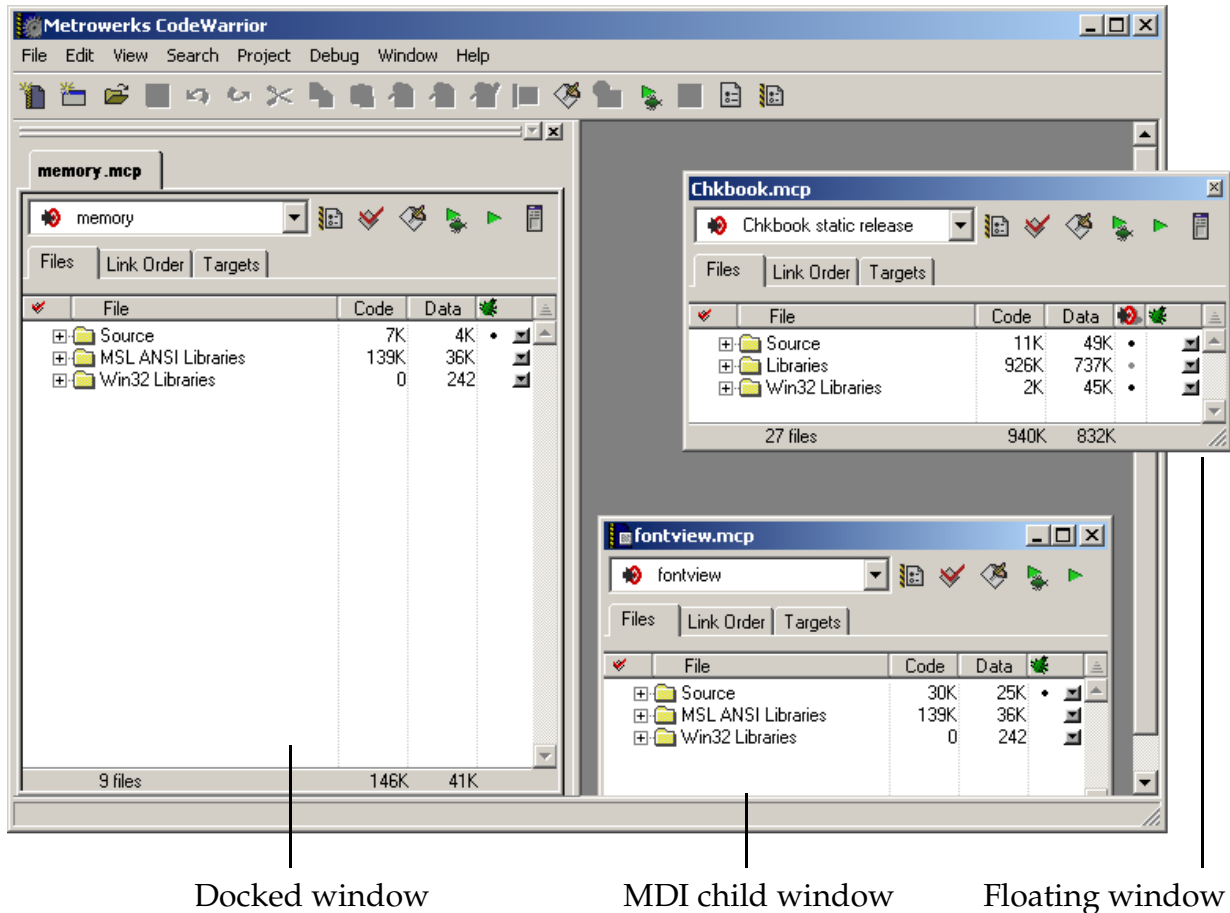 Metrowerks CodeWarrior
File Edit View Search Project Debug Window Help
memory.mcp
memory
Files Link Order Targets
File Code Data
Source 7K 4K
MSL ANSI Libraries 139K 36K
Win32 Libraries 0 242
9 files 146K 41K
Chkbook.mcp
Chkbook static release
Files Link Order Targets
File Code Data
Source 11K 49K
Libraries 926K 737K
Win32 Libraries 2K 45K
27 files 940K 832K
fontview.mcp
fontview
Files Link Order Targets
File Code Data
Source 30K 25K
MSL ANSI Libraries 139K 36K
Win32 Libraries 0 242
Docked window MDI child window Floating window